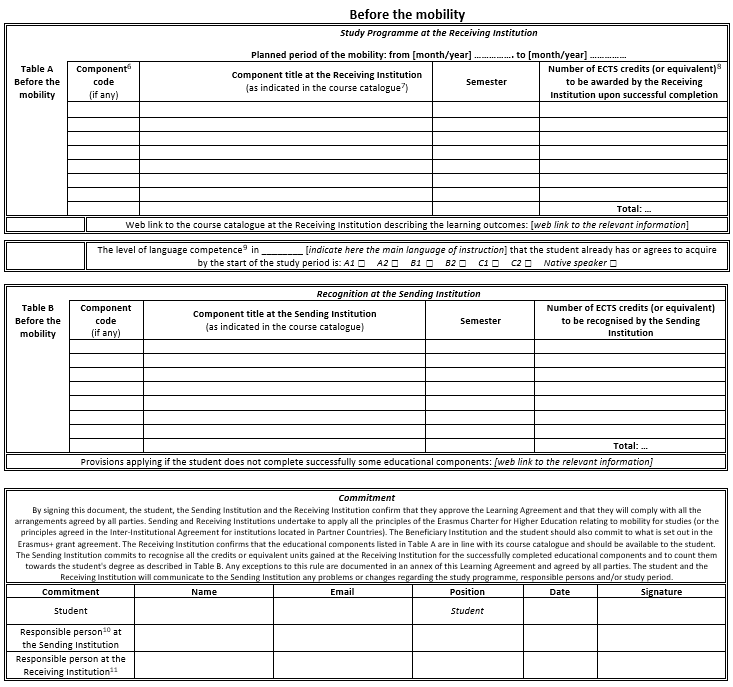 Before the mobility
Study Programme at the Receiving Institution
Planned period of the mobility: from [month/year] ……………. to [month/year] ……………
Table A
Before the
mobility
Component⁶
code
(if any)
Component title at the Receiving Institution
(as indicated in the course catalogue⁷)
Semester
Number of ECTS credits (or equivalent)⁸
to be awarded by the Receiving
Institution upon successful completion
Total: …
Web link to the course catalogue at the Receiving Institution describing the learning outcomes: [web link to the relevant information]
The level of language competence⁹ in ________ [indicate here the main language of instruction] that the student already has or agrees to acquire
by the start of the study period is: A1 ☐ A2 ☐ B1 ☐ B2 ☐ C1 ☐ C2 ☐ Native speaker ☐
Recognition at the Sending Institution
Table B
Before the
mobility
Component
code
(if any)
Component title at the Sending Institution
(as indicated in the course catalogue)
Semester
Number of ECTS credits (or equivalent)
to be recognised by the Sending
Institution
Total: …
Provisions applying if the student does not complete successfully some educational components: [web link to the relevant information]
Commitment
By signing this document, the student, the Sending Institution and the Receiving Institution confirm that they approve the Learning Agreement and that they will comply with all the
arrangements agreed by all parties. Sending and Receiving Institutions undertake to apply all the principles of the Erasmus Charter for Higher Education relating to mobility for studies (or the
principles agreed in the Inter-Institutional Agreement for institutions located in Partner Countries). The Beneficiary Institution and the student should also commit to what is set out in the
Erasmus+ grant agreement. The Receiving Institution confirms that the educational components listed in Table A are in line with its course catalogue and should be available to the student.
The Sending Institution commits to recognise all the credits or equivalent units gained at the Receiving Institution for the successfully completed educational components and to count them
towards the student's degree as described in Table B. Any exceptions to this rule are documented in an annex of this Learning Agreement and agreed by all parties. The student and the
Receiving Institution will communicate to the Sending Institution any problems or changes regarding the study programme, responsible persons and/or study period.
Commitment Name Email Position Date Signature
Student Student
Responsible person¹⁰ at
the Sending Institution
Responsible person at the
Receiving Institution¹¹